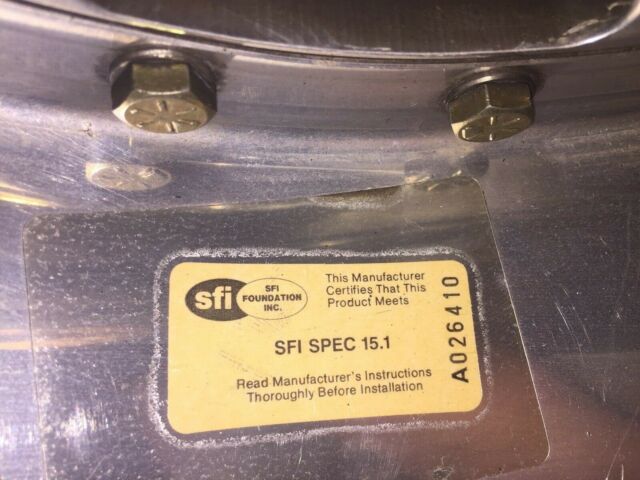 sfi
SFI
FOUNDATION
INC.
This Manufacturer
Certifies That This
Product Meets
SFI SPEC 15.1
Read Manufacturer's Instructions
Thoroughly Before Installation
A026410